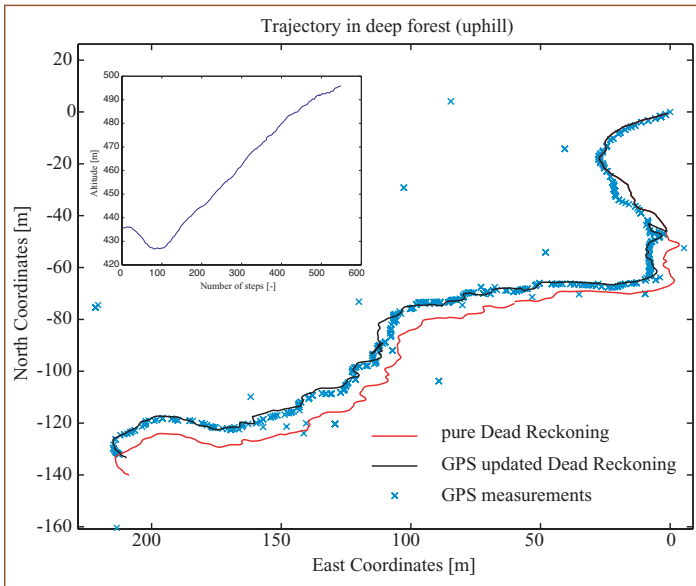 Trajectory in deep forest (uphill)
20
0
-20
-40
-60
-80
-100
-120
-140
-160
North Coordinates [m]
500
490
480
470
460
450
440
430
420
Altitude [m]
0 100 200 300 400 500 600
Number of steps [-]
pure Dead Reckoning
GPS updated Dead Reckoning
GPS measurements
200 150 100 50 0
East Coordinates [m]